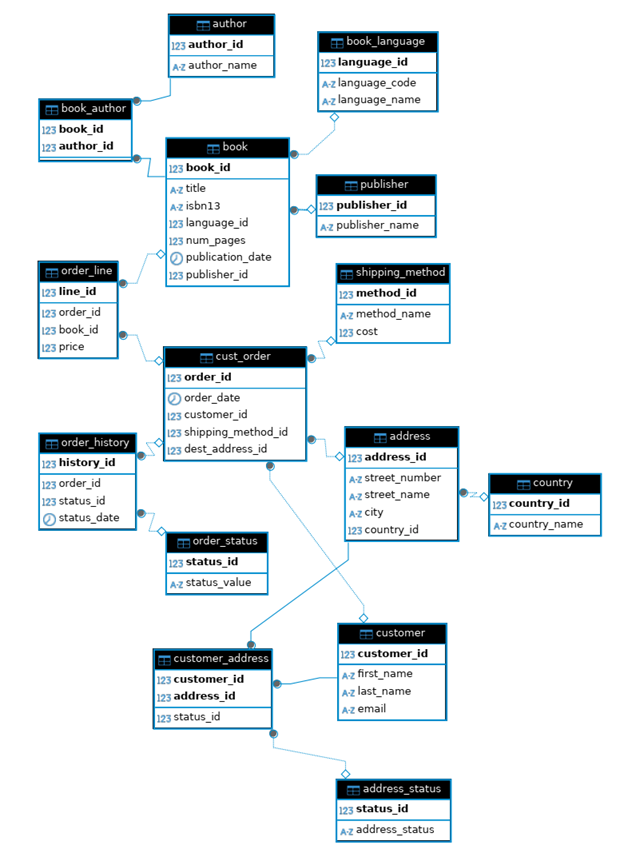 author
123 author_id
A-Z author_name
book_language
123 language_id
A-Z language_code
A-Z language_name
book_author
123 book_id
123 author_id
book
123 book_id
A-Z title
A-Z isbn13
123 language_id
123 num_pages
publication_date
123 publisher_id
publisher
123 publisher_id
A-Z publisher_name
order_line
123 line_id
123 order_id
123 book_id
123 price
shipping_method
123 method_id
A-Z method_name
123 cost
cust_order
123 order_id
order_date
123 customer_id
123 shipping_method_id
123 dest_address_id
order_history
123 history_id
123 order_id
123 status_id
status_date
address
123 address_id
A-Z street_number
A-Z street_name
A-Z city
123 country_id
country
123 country_id
A-Z country_name
order_status
123 status_id
A-Z status_value
customer
123 customer_id
A-Z first_name
A-Z last_name
A-Z email
customer_address
123 customer_id
123 address_id
123 status_id
address_status
123 status_id
A-Z address_status